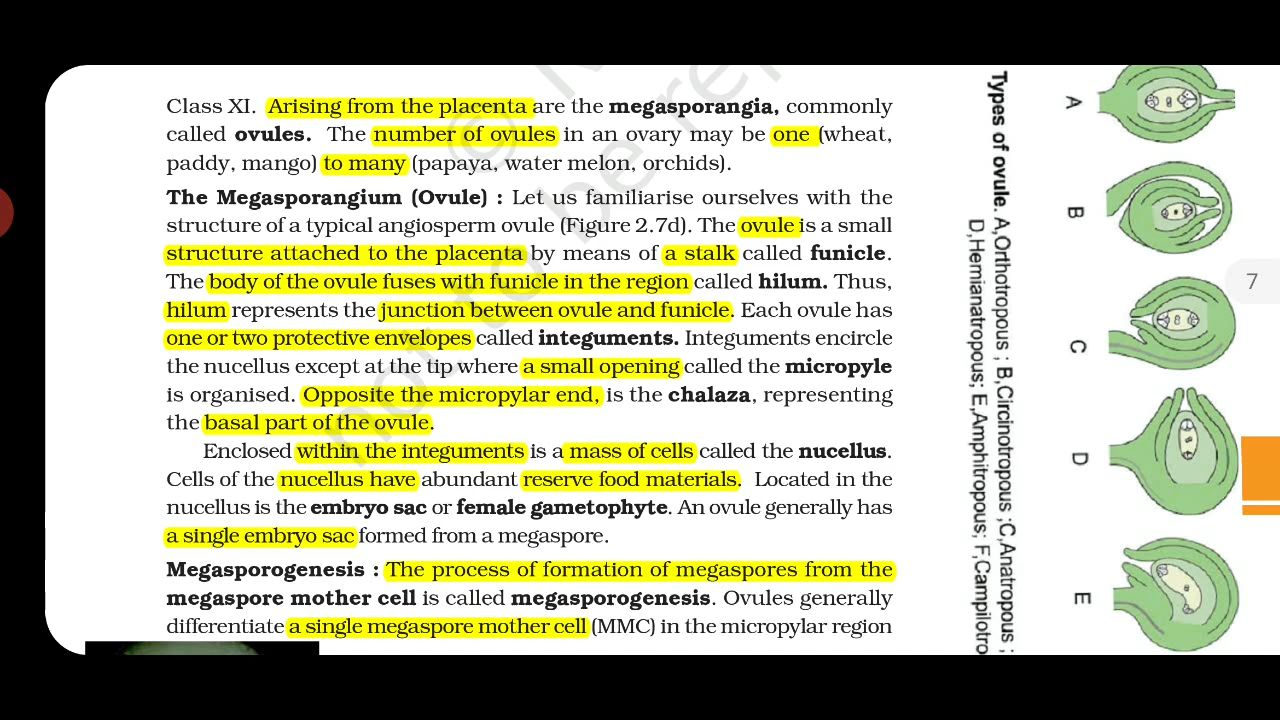 Class XI. Arising from the placenta are the megasporangia, commonly
called ovules. The number of ovules in an ovary may be one (wheat,
paddy, mango) to many (papaya, water melon, orchids).
The Megasporangium (Ovule) : Let us familiarise ourselves with the
structure of a typical angiosperm ovule (Figure 2.7d). The ovule is a small
structure attached to the placenta by means of a stalk called funicle.
The body of the ovule fuses with funicle in the region called hilum. Thus,
hilum represents the junction between ovule and funicle. Each ovule has
one or two protective envelopes called integuments. Integuments encircle
the nucellus except at the tip where a small opening called the micropyle
is organised. Opposite the micropylar end, is the chalaza, representing
the basal part of the ovule.
Enclosed within the integuments is a mass of cells called the nucellus.
Cells of the nucellus have abundant reserve food materials. Located in the
nucellus is the embryo sac or female gametophyte. An ovule generally has
a single embryo sac formed from a megaspore.
Megasporogenesis : The process of formation of megaspores from the
megaspore mother cell is called megasporogenesis. Ovules generally
differentiate a single megaspore mother cell (MMC) in the micropylar region
not to be rep
©
Types of ovule. A,Orthotropous ; B,Circinotropous ;C,Anatropous ;
D,Hemianatropous; E,Amphitropous; F,Campilotro
A
B
C
D
E
7